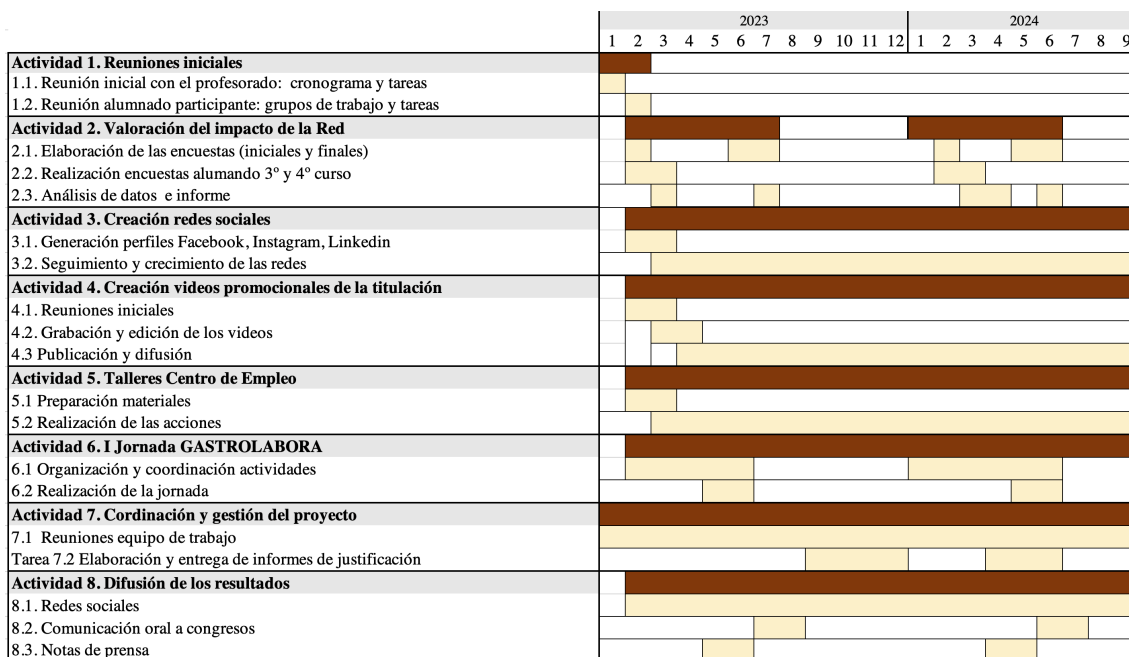 2023 2024
1 2 3 4 5 6 7 8 9 10 11 12 1 2 3 4 5 6 7 8 9
Actividad 1. Reuniones iniciales
1.1. Reunión inicial con el profesorado: cronograma y tareas
1.2. Reunión alumnado participante: grupos de trabajo y tareas
Actividad 2. Valoración del impacto de la Red
2.1. Elaboración de las encuestas (iniciales y finales)
2.2. Realización encuestas alumando 3º y 4º curso
2.3. Análisis de datos e informe
Actividad 3. Creación redes sociales
3.1. Generación perfiles Facebook, Instagram, Linkedin
3.2. Seguimiento y crecimiento de las redes
Actividad 4. Creación videos promocionales de la titulación
4.1. Reuniones iniciales
4.2. Grabación y edición de los videos
4.3 Publicación y difusión
Actividad 5. Talleres Centro de Empleo
5.1 Preparación materiales
5.2 Realización de las acciones
Actividad 6. I Jornada GASTROLABORA
6.1 Organización y coordinación actividades
6.2 Realización de la jornada
Actividad 7. Cordinación y gestión del proyecto
7.1 Reuniones equipo de trabajo
Tarea 7.2 Elaboración y entrega de informes de justificación
Actividad 8. Difusión de los resultados
8.1. Redes sociales
8.2. Comunicación oral a congresos
8.3. Notas de prensa